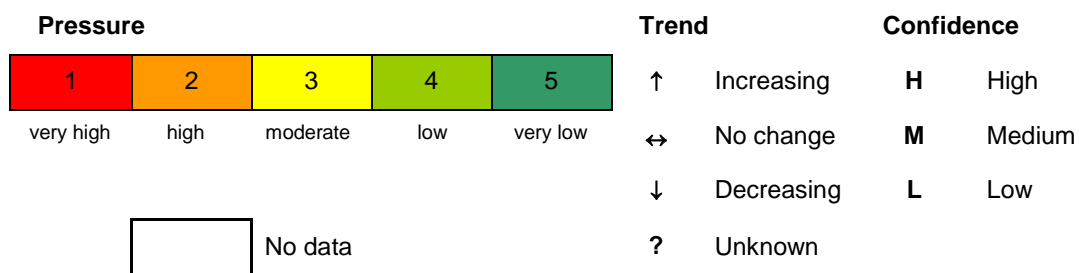 Pressure Trend Confidence
1 2 3 4 5 ↑ Increasing H High
very high high moderate low very low
↔ No change M Medium
↓ Decreasing L Low
No data ? Unknown